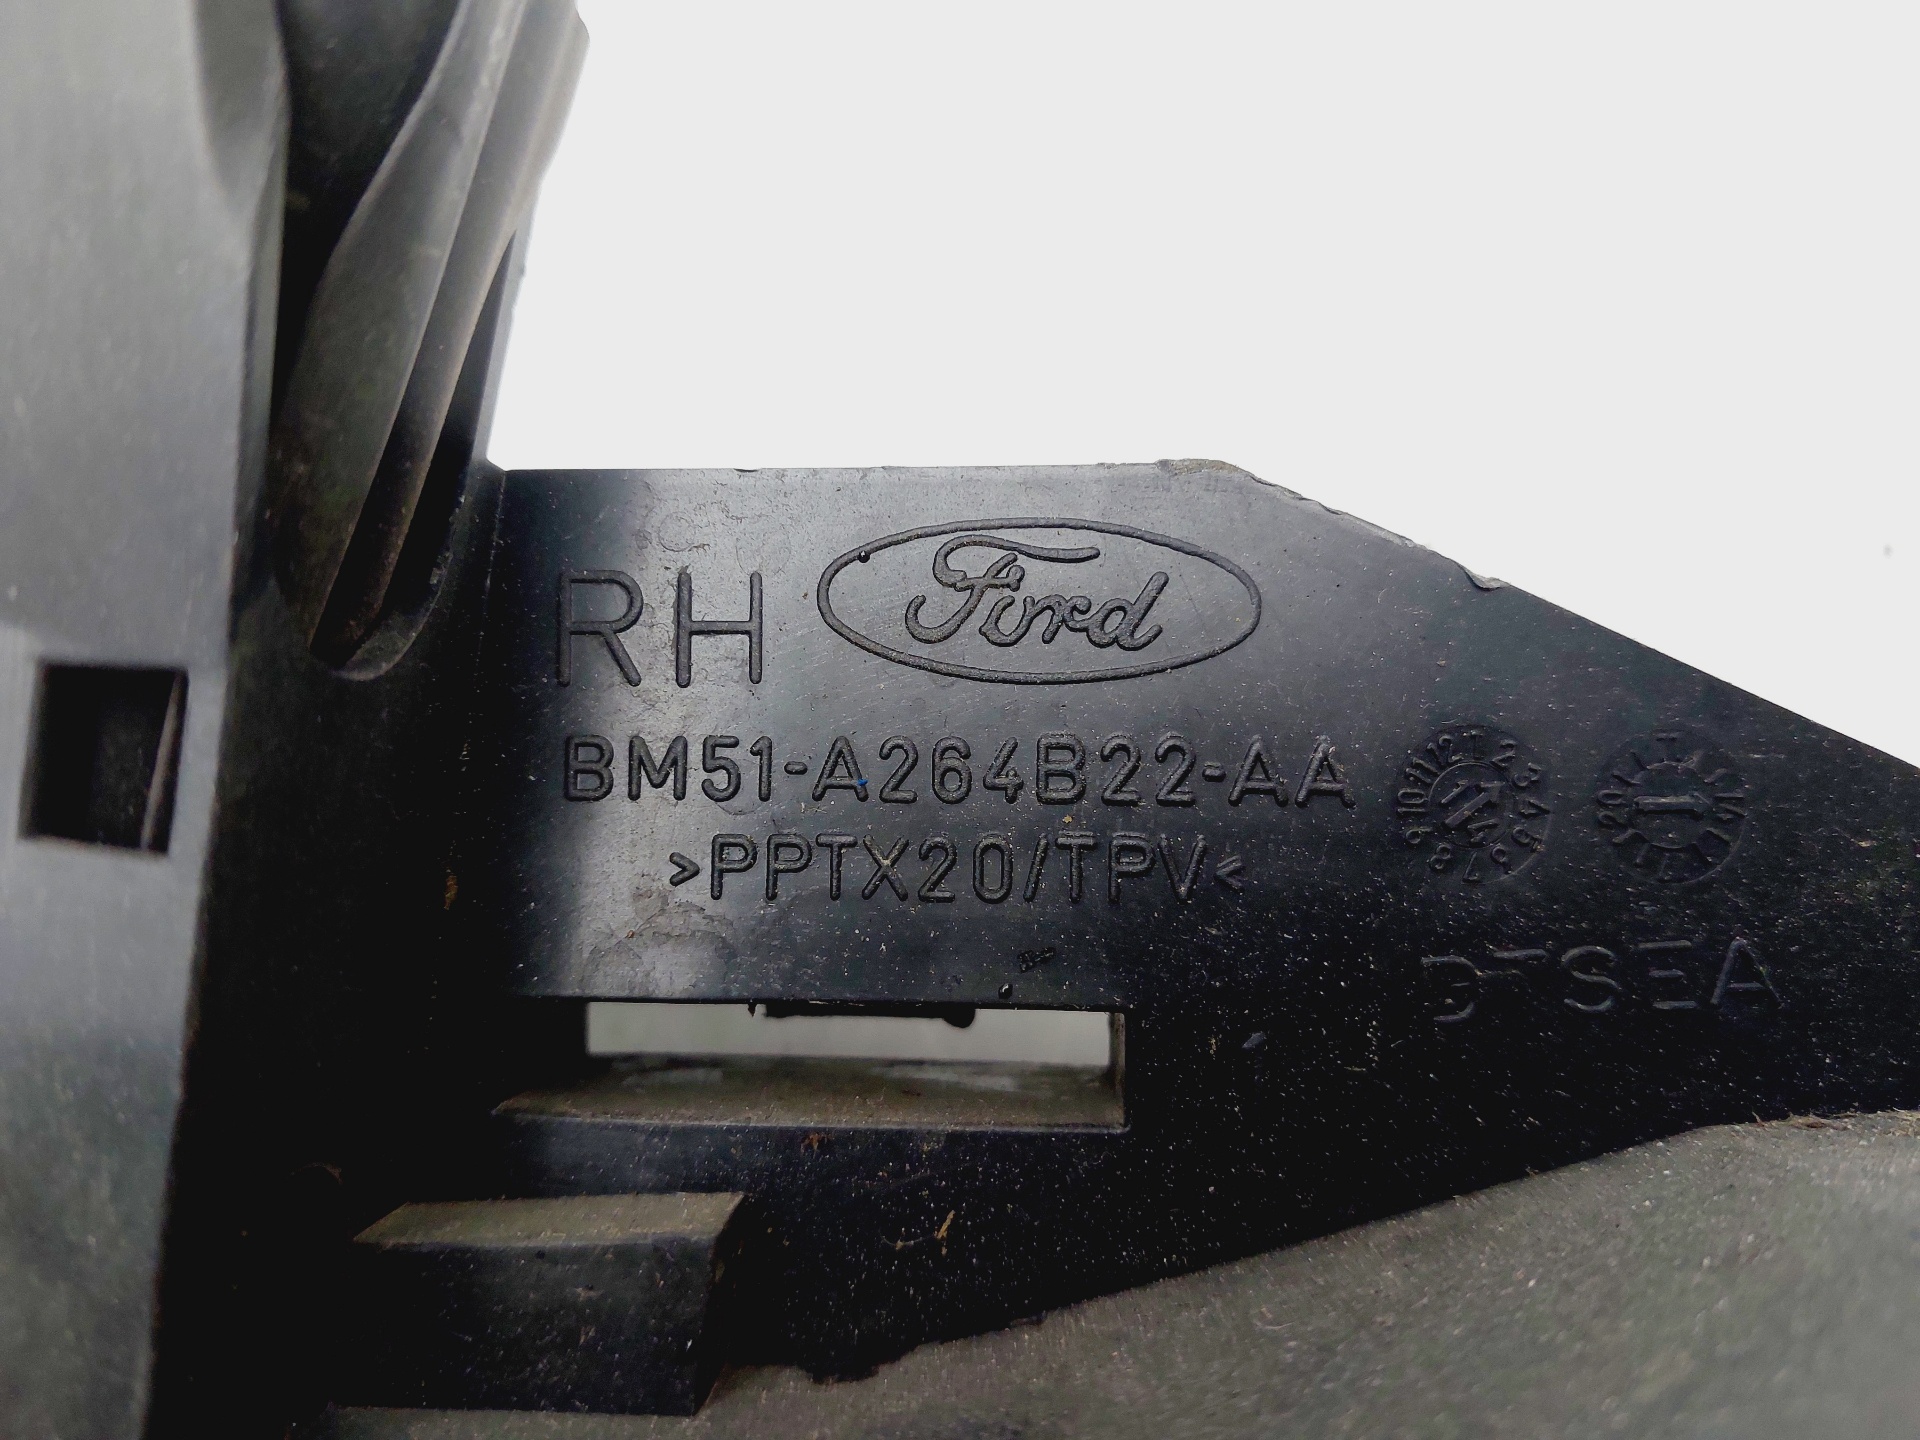 RH Ford
BM51-A264B22-AA
>PPTX20/TPV<